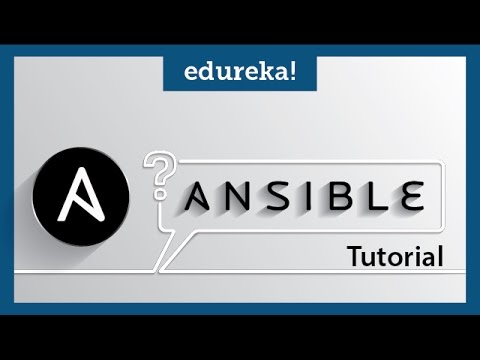 edureka!
A
?
ANSIBLE
Tutorial